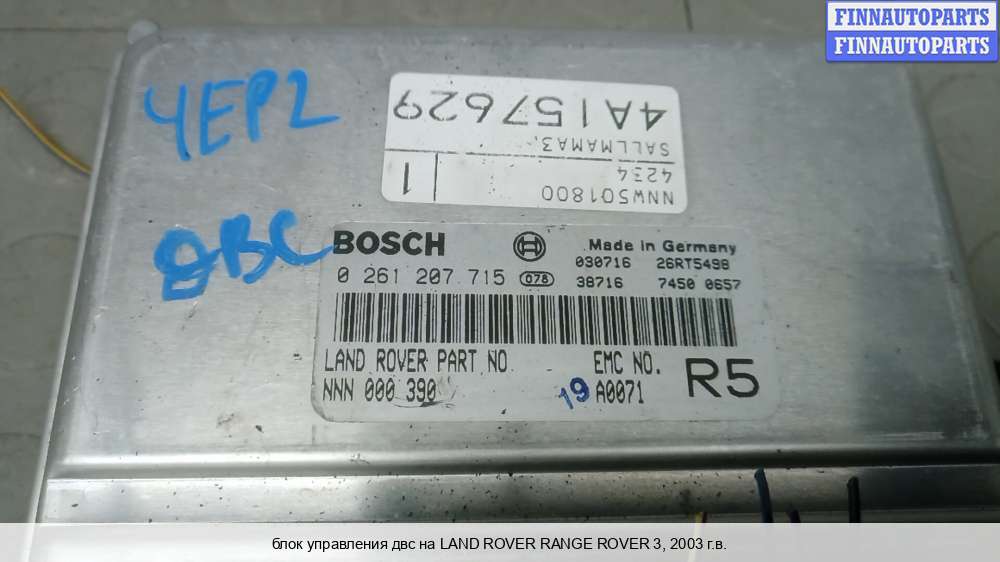 FINNAUTOPARTS
FINNAUTOPARTS
4EP2
4A157629
SALLMAMA3,
4234
NNW501800
1
ДВС
BOSCH
Made in Germany
0 261 207 715 078
030716 26RT5498
38716 7450 0657
LAND ROVER PART NO
EMC NO.
R5
NNN 000 390
19 A0071
блок управления двс на LAND ROVER RANGE ROVER 3, 2003 г.в.